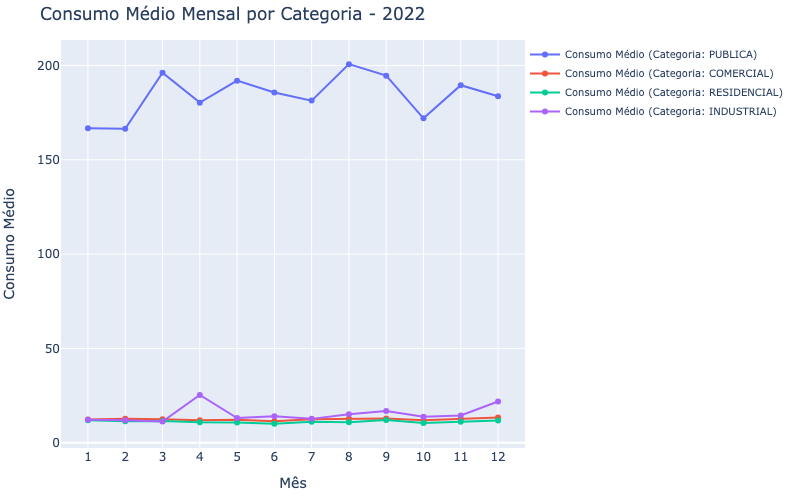 Consumo Médio Mensal por Categoria - 2022
Consumo Médio (Categoria: PUBLICA)
Consumo Médio (Categoria: COMERCIAL)
Consumo Médio (Categoria: RESIDENCIAL)
Consumo Médio (Categoria: INDUSTRIAL)
Consumo Médio
200
150
100
50
0
1 2 3 4 5 6 7 8 9 10 11 12
Mês